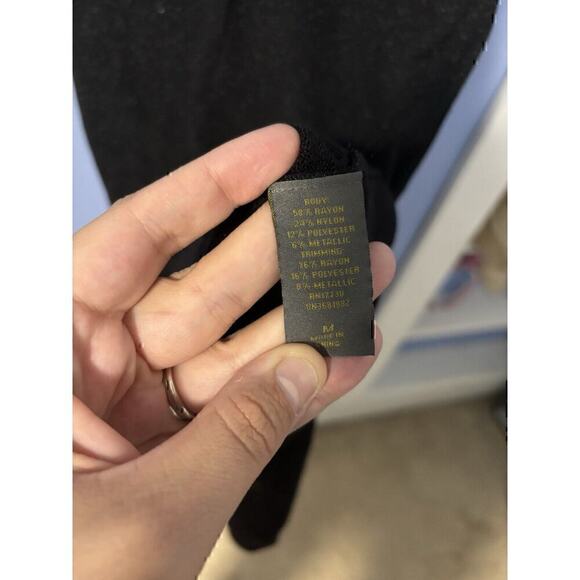 BODY:
58% RAYON
24% NYLON
12% POLYESTER
6% METALLIC
TRIMMING
76% RAYON
16% POLYESTER
8% METALLIC
RN17730
M
MADE IN